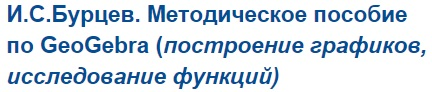 И.С.Бурцев. Методическое пособие
по GeoGebra (построение графиков,
исследование функций)